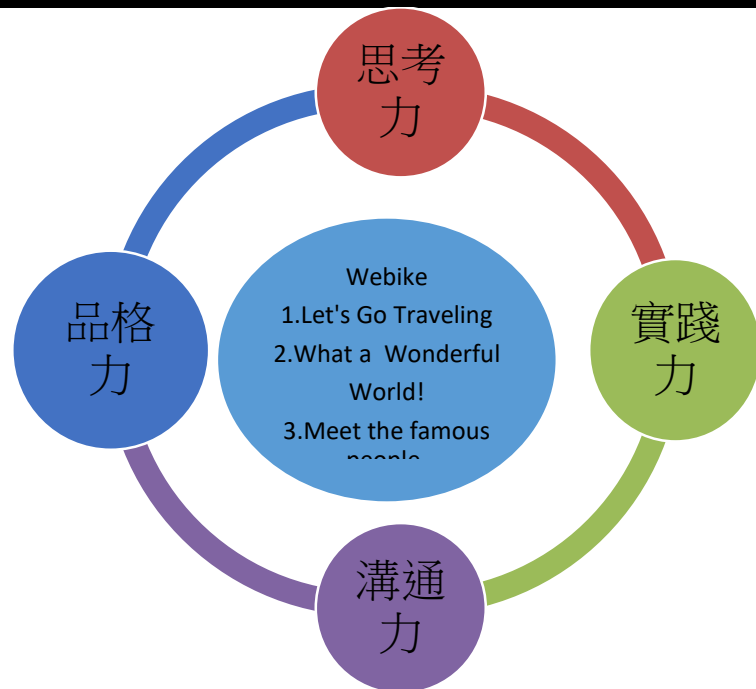 思考
力
品格
力
Webike
1.Let's Go Traveling
2.What a Wonderful
World!
3.Meet the famous
people
實踐
力
溝通
力